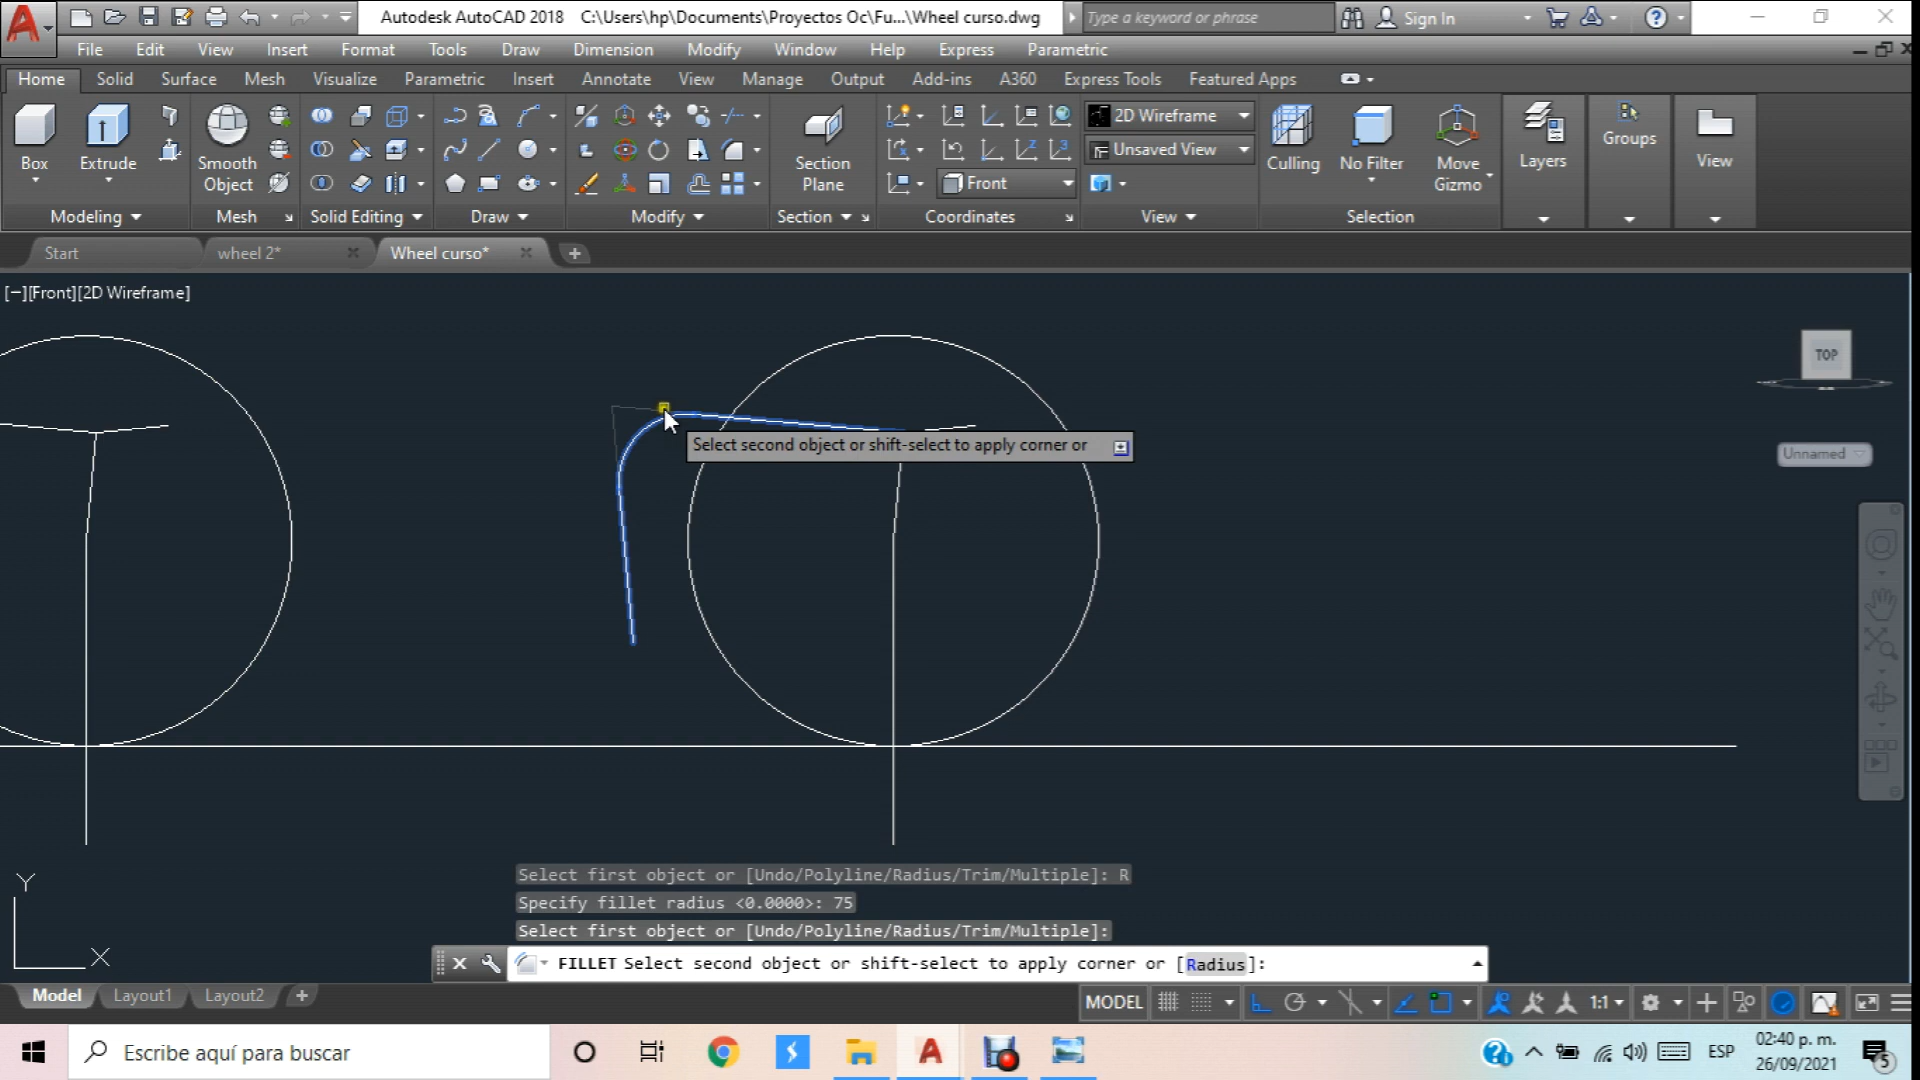 Autodesk AutoCAD 2018 C:\Users\hp\Documents\Proyectos Oc\Fu...\Wheel curso.dwg
Type a keyword or phrase
Sign In
File Edit View Insert Format Tools Draw Dimension Modify Window Help Express Parametric
Home Solid Surface Mesh Visualize Parametric Insert Annotate View Manage Output Add-ins A360 Express Tools Featured Apps
Box
Extrude
Smooth
Object
Section
Plane
2D Wireframe
Unsaved View
Front
Culling
No Filter
Move
Gizmo
Layers
Groups
View
Modeling Mesh Solid Editing Draw Modify Section Coordinates View Selection
Start wheel 2* Wheel curso*
[−][Front][2D Wireframe]
TOP
Unnamed
Select second object or shift-select to apply corner or
Y
X
Select first object or [Undo/Polyline/Radius/Trim/Multiple]: R
Specify fillet radius <0.0000>: 75
Select first object or [Undo/Polyline/Radius/Trim/Multiple]:
FILLET Select second object or shift-select to apply corner or [Radius]:
Model Layout1 Layout2
MODEL 1:1
Escribe aquí para buscar
ESP
02:40 p. m.
26/09/2021
5